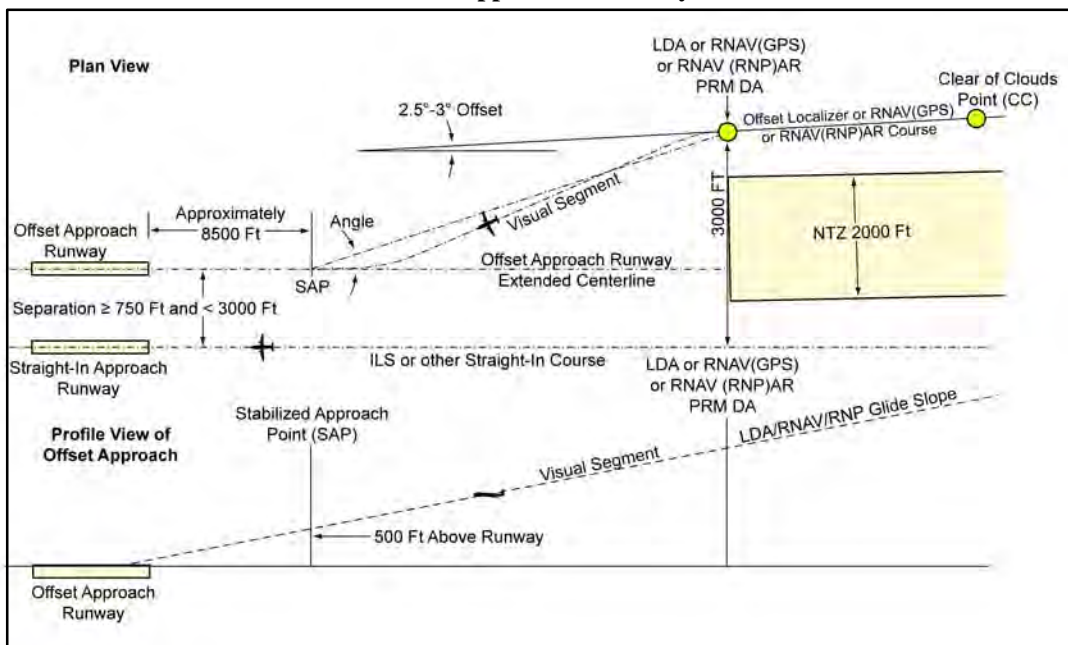 Plan View
LDA or RNAV(GPS)
or RNAV (RNP)AR
PRM DA
Clear of Clouds
Point (CC)
2.5°-3° Offset
Offset Localizer or RNAV(GPS)
or RNAV(RNP)AR Course
Approximately
8500 Ft
Angle
Visual Segment
3000 FT
NTZ 2000 Ft
Offset Approach
Runway
SAP
Offset Approach Runway
Extended Centerline
Separation ≥ 750 Ft and < 3000 Ft
ILS or other Straight-In Course
Straight-In Approach
Runway
LDA or RNAV(GPS)
or RNAV (RNP)AR
PRM DA
Stabilized Approach
Point (SAP)
Profile View of
Offset Approach
LDA/RNAV/RNP Glide Slope
Visual Segment
500 Ft Above Runway
Offset Approach
Runway